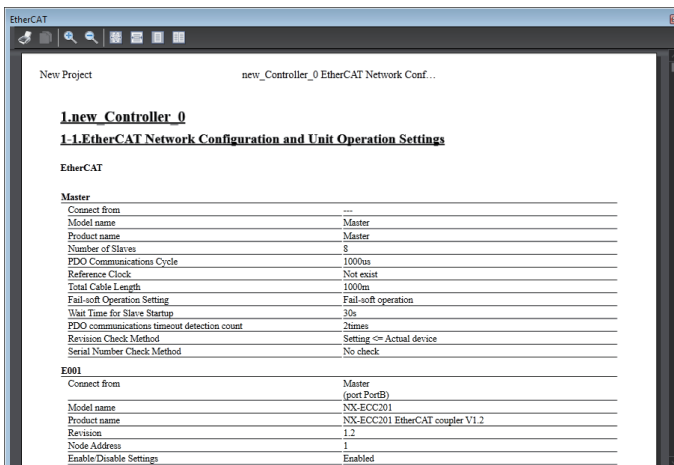 EtherCAT
New Project new_Controller_0 EtherCAT Network Conf…
1.new_Controller_0
1-1.EtherCAT Network Configuration and Unit Operation Settings
EtherCAT
Master
Connect from ---
Model name Master
Product name Master
Number of Slaves 8
PDO Communications Cycle 1000us
Reference Clock Not exist
Total Cable Length 1000m
Fail-soft Operation Setting Fail-soft operation
Wait Time for Slave Startup 30s
PDO communications timeout detection count 2times
Revision Check Method Setting <= Actual device
Serial Number Check Method No check
E001
Connect from Master
(port PortB)
Model name NX-ECC201
Product name NX-ECC201 EtherCAT coupler V1.2
Revision 1.2
Node Address 1
Enable/Disable Settings Enabled